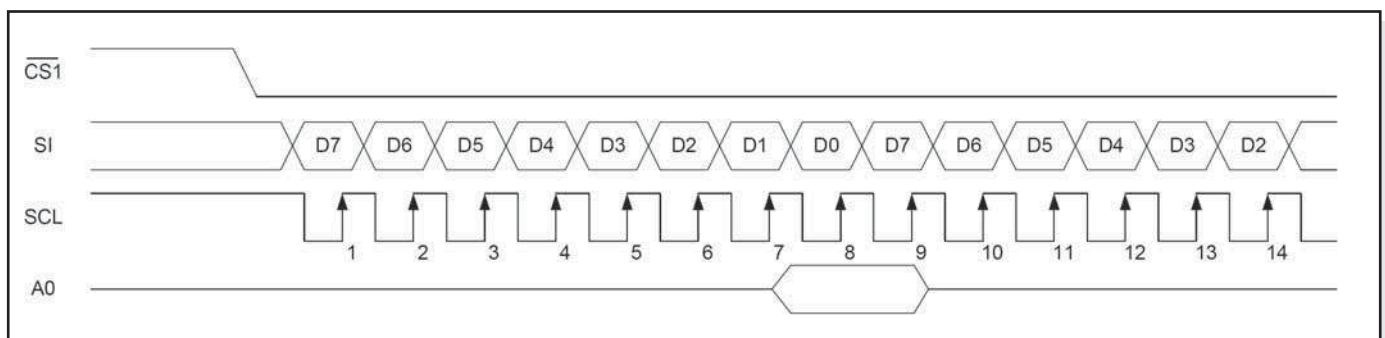 CS1
SI D7 D6 D5 D4 D3 D2 D1 D0 D7 D6 D5 D4 D3 D2
SCL
1 2 3 4 5 6 7 8 9 10 11 12 13 14
A0